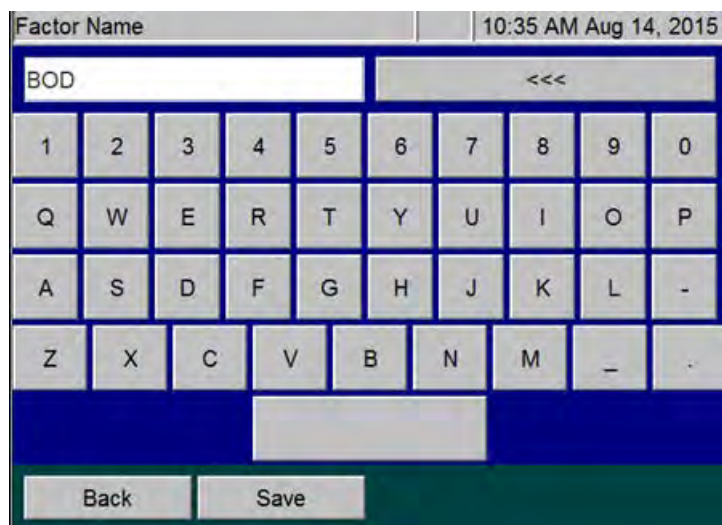 Factor Name 10:35 AM Aug 14, 2015
BOD <<<
1 2 3 4 5 6 7 8 9 0
Q W E R T Y U I O P
A S D F G H J K L -
Z X C V B N M _ .
Back Save